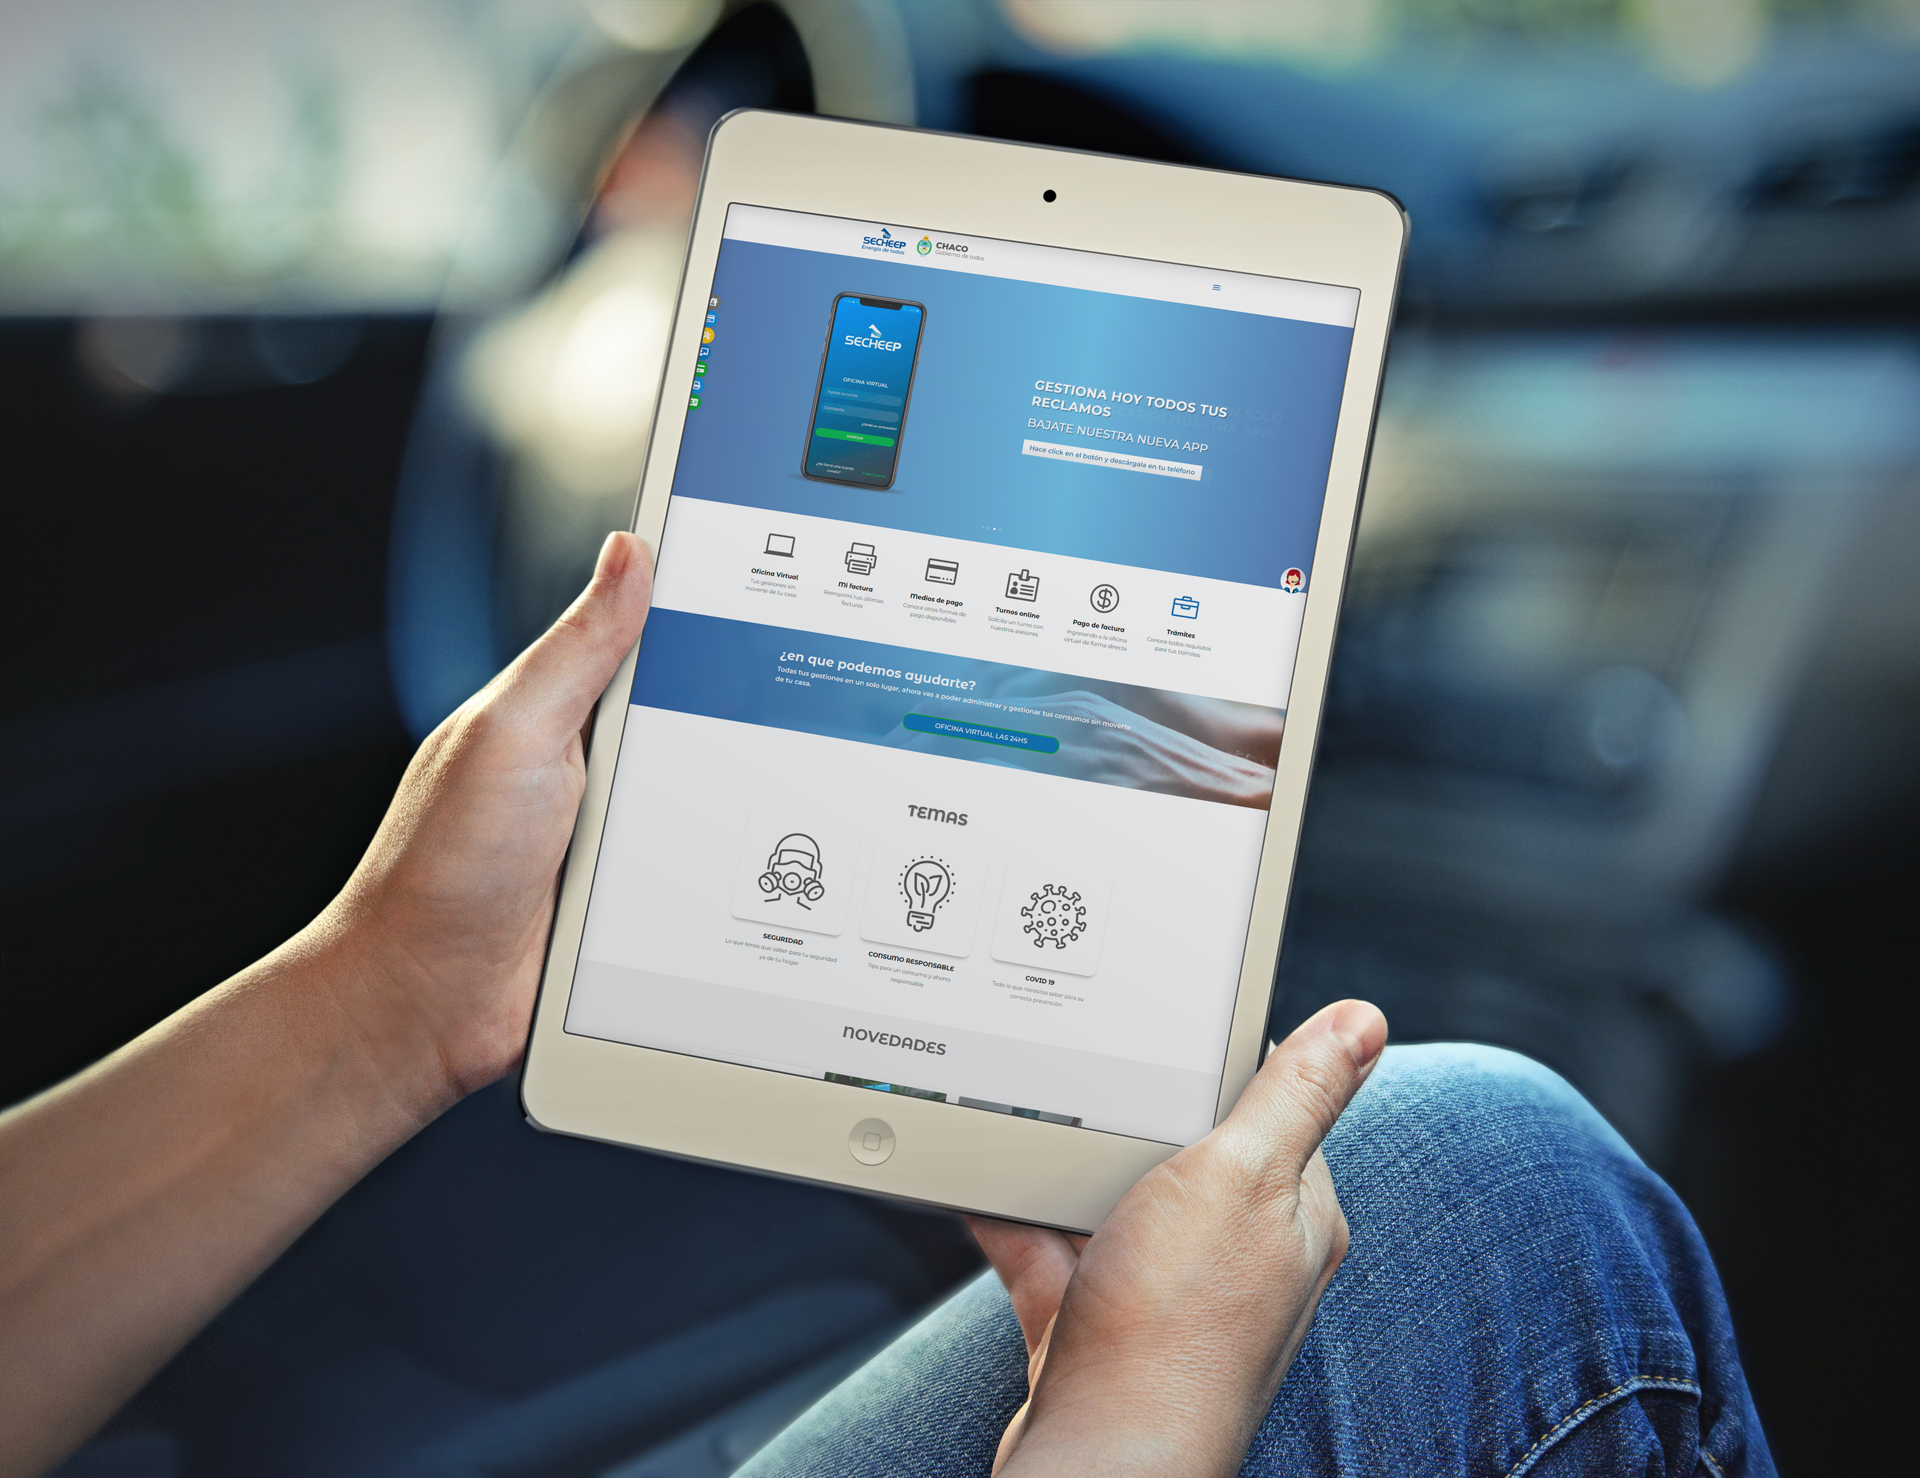 SECHEEP
Energía de todos
CHACO
Gobierno de todos
SECHEEP
OFICINA VIRTUAL
Contraseña
INGRESAR
GESTIONA HOY TODOS TUS
RECLAMOS
BAJATE NUESTRA NUEVA APP
Hace click en el botón y descárgala en tu teléfono
Oficina Virtual
Tus gestiones sin
moverte de tu casa.
Mi factura
Reimprimí tus últimas
facturas
Medios de pago
Conoce otras formas de
pago disponibles
Turnos online
Solicita un turno con
nuestros asesores
Pago de factura
Ingresando a la oficina
virtual de forma directa
Trámites
Conoce todos requisitos
para tus trámites
¿en que podemos ayudarte?
Todas tus gestiones en un solo lugar, ahora vas a poder administrar y gestionar tus consumos sin moverte
de tu casa.
OFICINA VIRTUAL LAS 24HS
TEMAS
SEGURIDAD
Lo que tenes que saber para tu seguridad
ya de tu hogar
CONSUMO RESPONSABLE
Tips para un consumo y ahorro
responsable
COVID 19
Todo lo que necesitas saber para su
correcta prevención
NOVEDADES